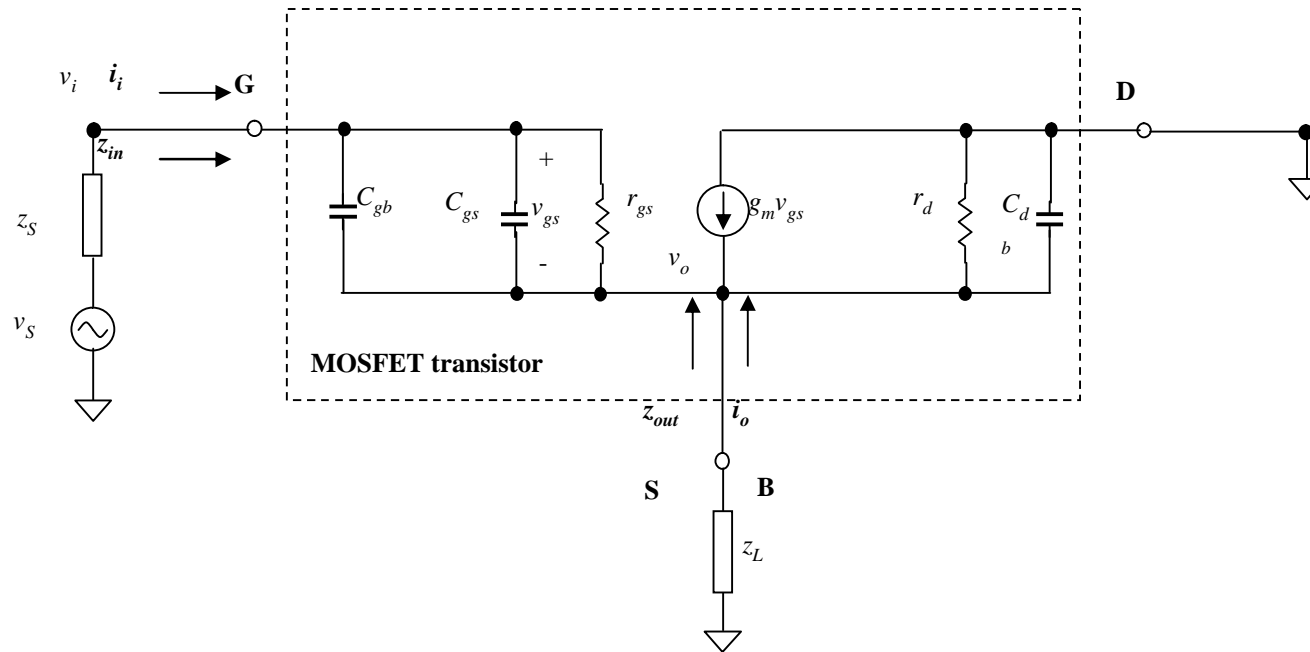 v_i i_i G D
z_in
+
C_gb C_gs v_gs r_gs g_m v_gs r_d C_d
z_S b
v_o
-
v_S
MOSFET transistor
z_out i_o
S B
z_L